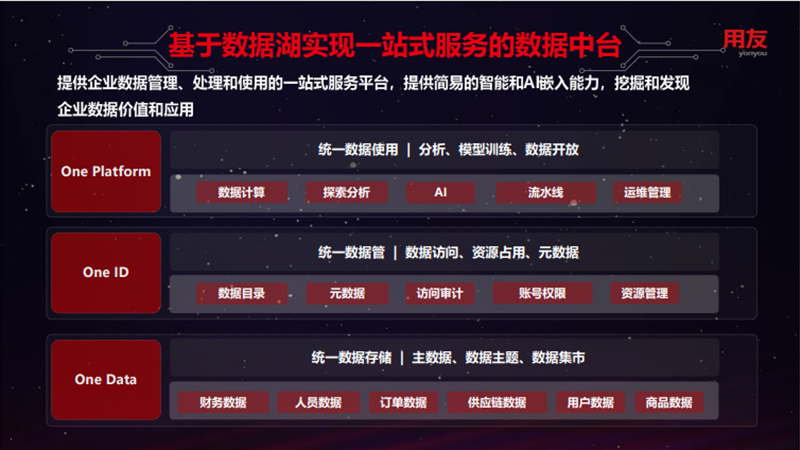 基于数据湖实现一站式服务的数据中台
用友
yonyou
提供企业数据管理、处理和使用的一站式服务平台，提供简易的智能和AI嵌入能力，挖掘和发现
企业数据价值和应用
One Platform
统一数据使用 | 分析、模型训练、数据开放
数据计算 探索分析 AI 流水线 运维管理
One ID
统一数据管 | 数据访问、资源占用、元数据
数据目录 元数据 访问审计 账号权限 资源管理
One Data
统一数据存储 | 主数据、数据主题、数据集市
财务数据 人员数据 订单数据 供应链数据 用户数据 商品数据